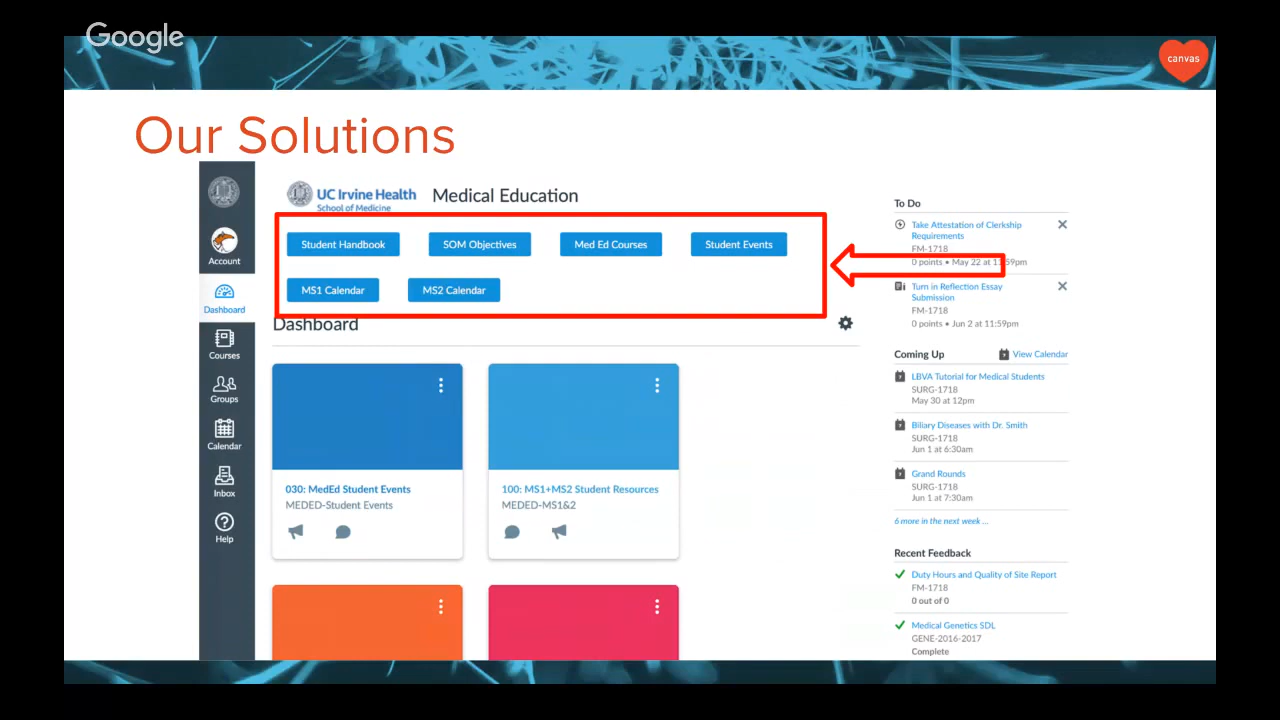 Google
canvas
Our Solutions
UC Irvine Health
School of Medicine
Medical Education
Student Handbook
SOM Objectives
Med Ed Courses
Student Events
MS1 Calendar
MS2 Calendar
Dashboard
Account
Dashboard
Courses
Groups
Calendar
Inbox
Help
030: MedEd Student Events
MEDED-Student Events
100: MS1+MS2 Student Resources
MEDED-MS1&2
To Do
Take Attestation of Clerkship
Requirements
FM-1718
0 points • May 22 at 11:59pm
Turn in Reflection Essay
Submission
FM-1718
0 points • Jun 2 at 11:59pm
Coming Up
View Calendar
LBVA Tutorial for Medical Students
SURG-1718
May 30 at 12pm
Biliary Diseases with Dr. Smith
SURG-1718
Jun 1 at 6:30am
Grand Rounds
SURG-1718
Jun 1 at 7:30am
6 more in the next week ...
Recent Feedback
Duty Hours and Quality of Site Report
FM-1718
0 out of 0
Medical Genetics SDL
GENE-2016-2017
Complete